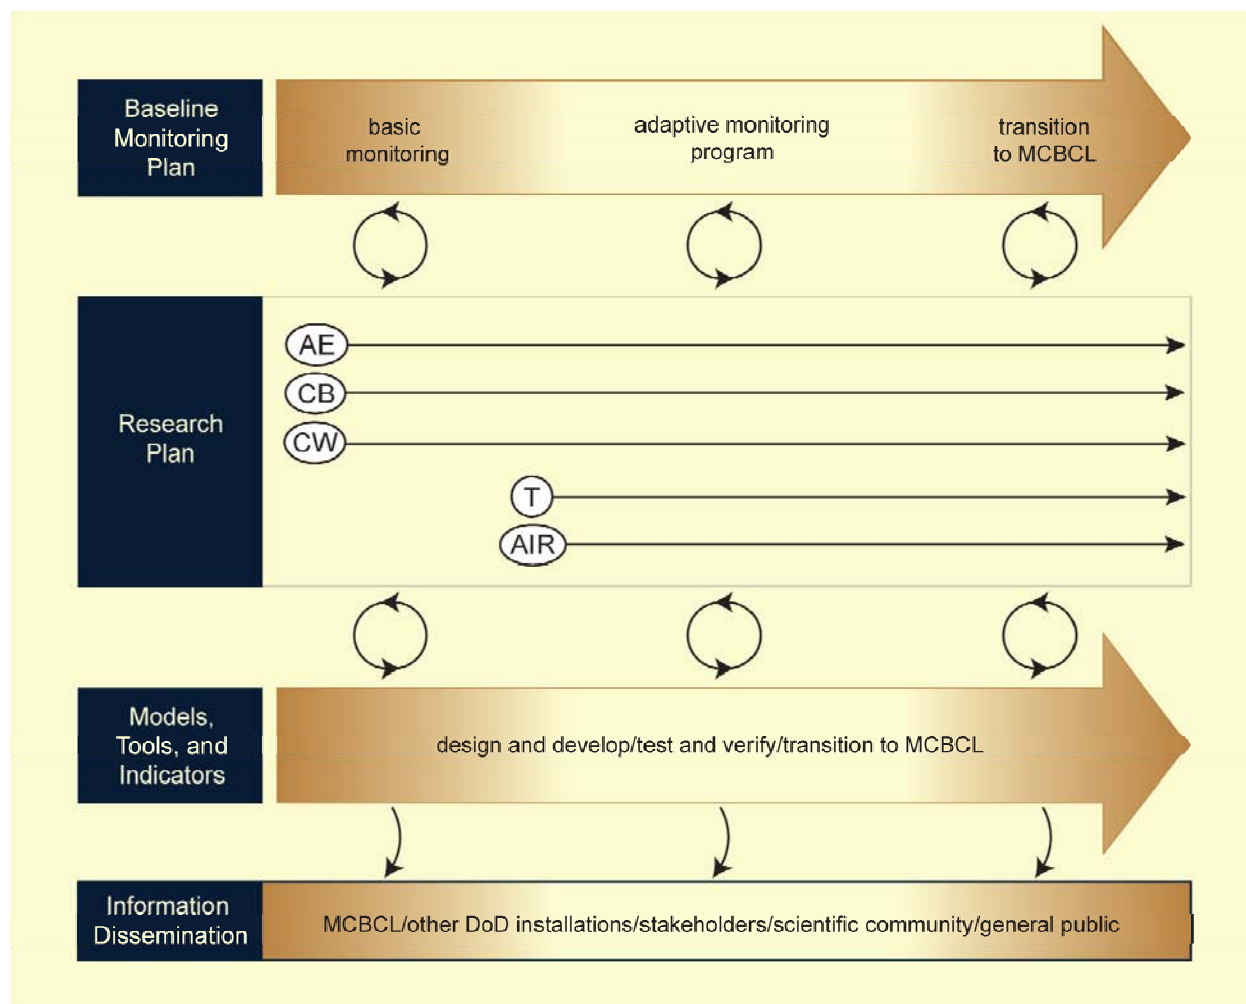 Baseline
Monitoring
Plan
basic
monitoring
adaptive monitoring
program
transition
to MCBCL
Research
Plan
AE
CB
CW
T
AIR
Models,
Tools, and
Indicators
design and develop/test and verify/transition to MCBCL
Information
Dissemination
MCBCL/other DoD installations/stakeholders/scientific community/general public